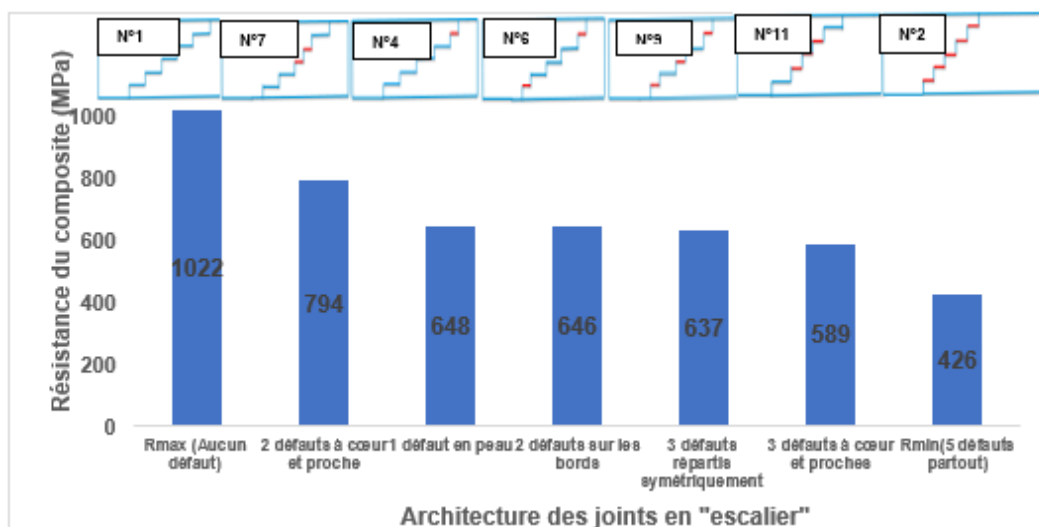 N°1
N°7
N°4
N°6
N°9
N°11
N°2
Résistance du composite (MPa)
1000
800
600
400
200
0
1022
794
648
646
637
589
426
Rmax (Aucun
défaut)
2 défauts à cœur
et proche
1 défaut en peau
2 défauts sur les
bords
3 défauts
répartis
symétriquement
3 défauts à cœur
et proches
Rmin(5 défauts
partout)
Architecture des joints en "escalier"